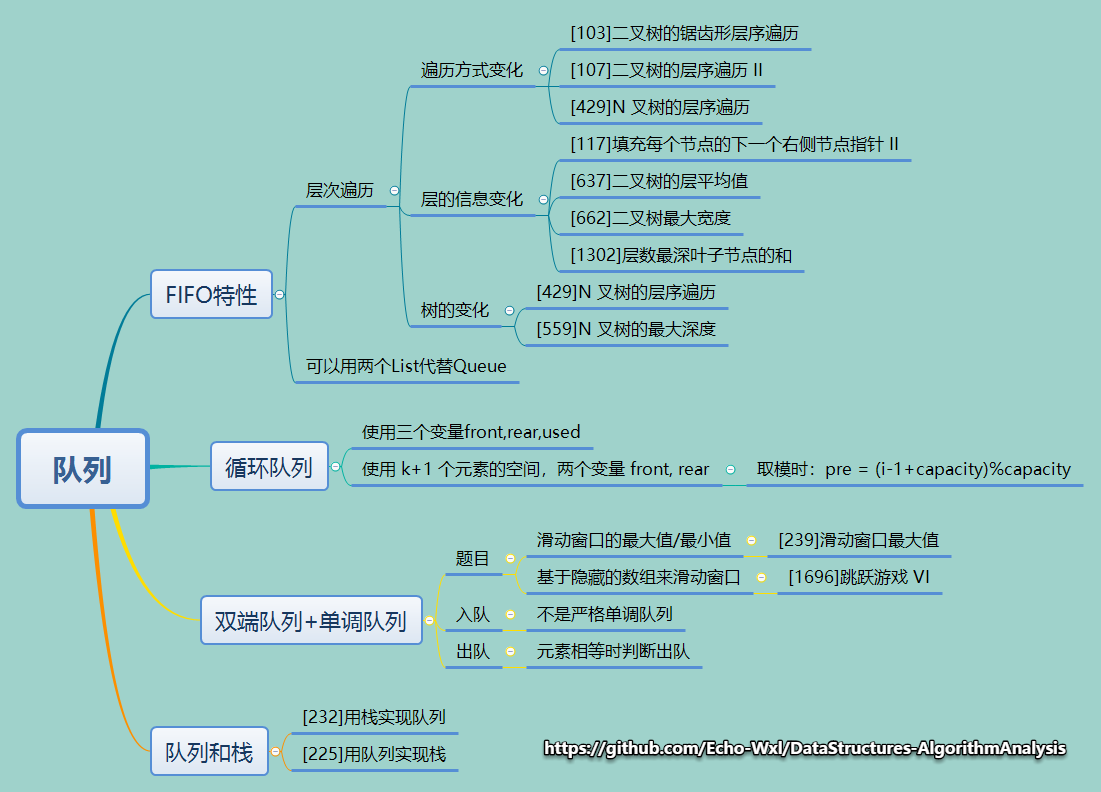 队列
FIFO特性
层次遍历
遍历方式变化
[103]二叉树的锯齿形层序遍历
[107]二叉树的层序遍历 II
[429]N 叉树的层序遍历
层的信息变化
[117]填充每个节点的下一个右侧节点指针 II
[637]二叉树的层平均值
[662]二叉树最大宽度
[1302]层数最深叶子节点的和
树的变化
[429]N 叉树的层序遍历
[559]N 叉树的最大深度
可以用两个List代替Queue
循环队列
使用三个变量front,rear,used
使用 k+1 个元素的空间，两个变量 front, rear
取模时：pre = (i-1+capacity)%capacity
双端队列+单调队列
题目
滑动窗口的最大值/最小值
[239]滑动窗口最大值
基于隐藏的数组来滑动窗口
[1696]跳跃游戏 VI
入队
不是严格单调队列
出队
元素相等时判断出队
队列和栈
[232]用栈实现队列
[225]用队列实现栈
https://github.com/Echo-Wxl/DataStructures-AlgorithmAnalysis